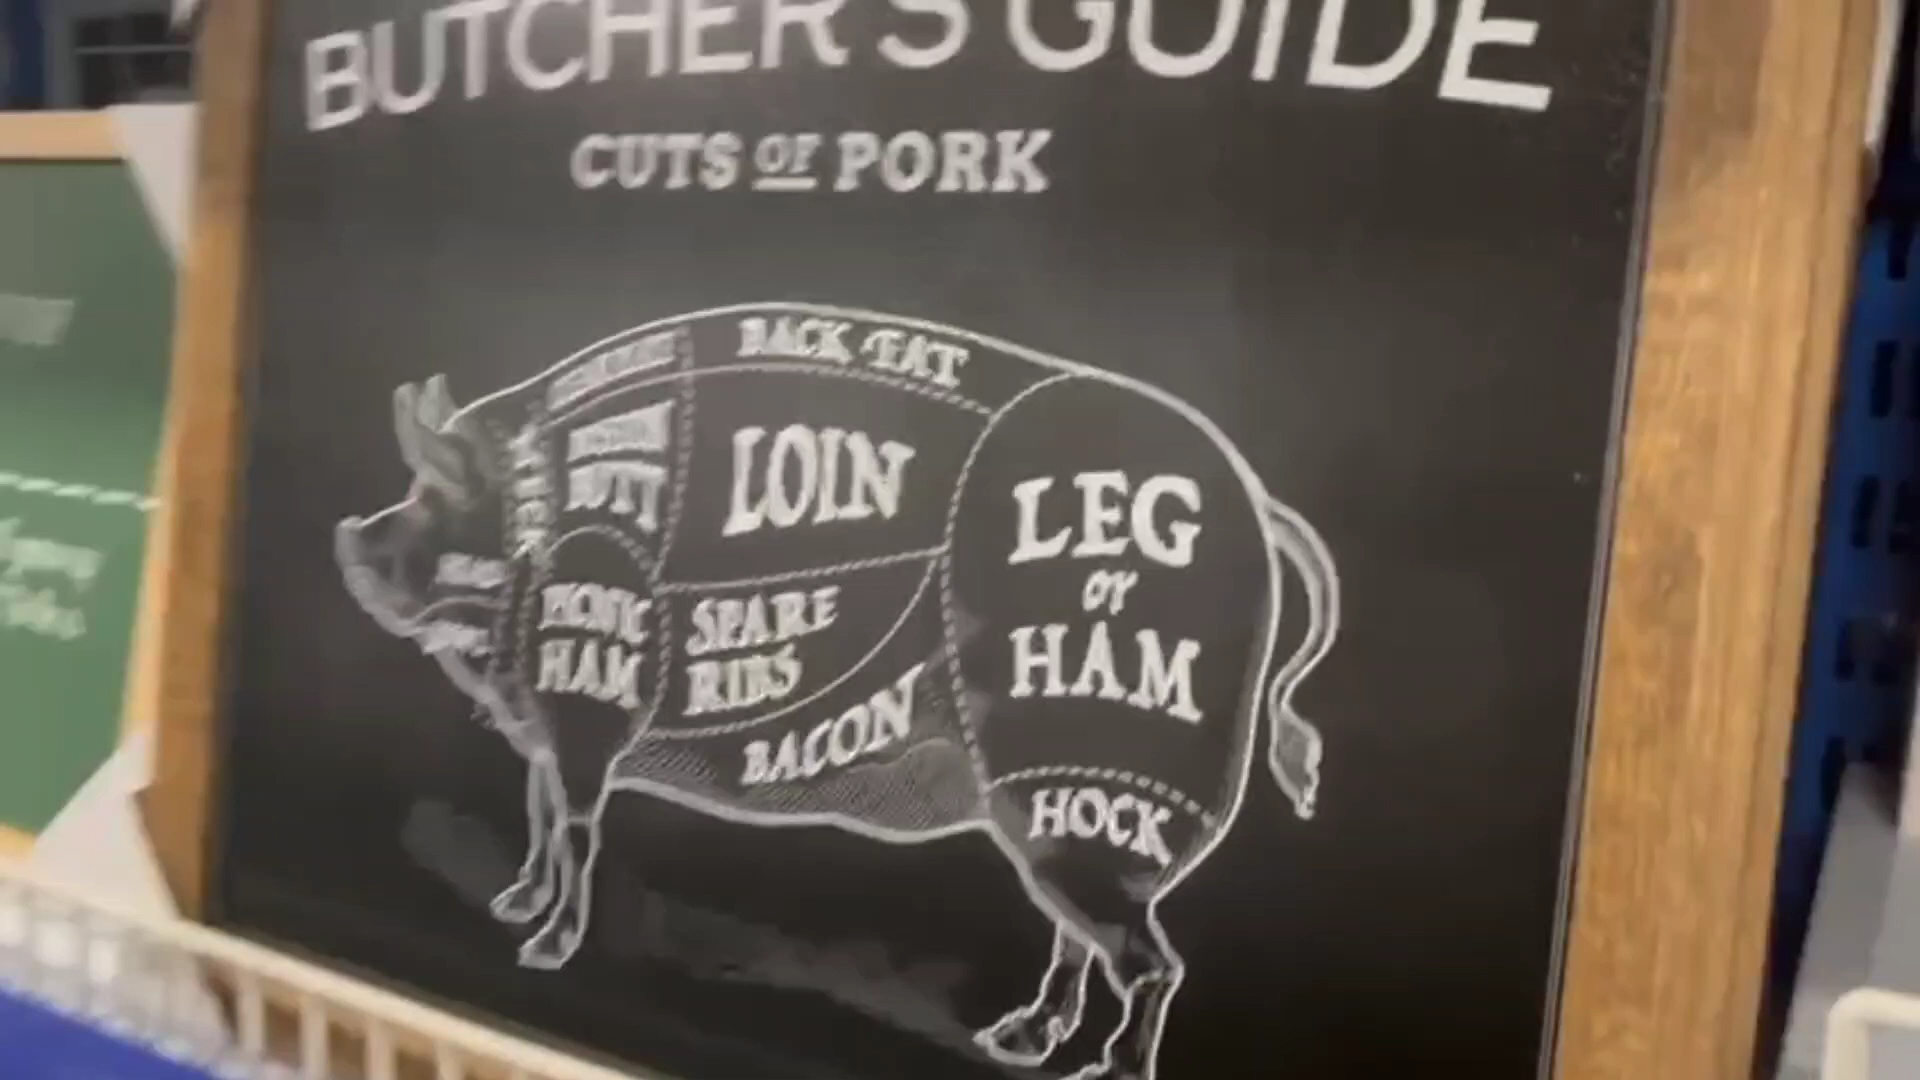 BUTCHER'S GUIDE
CUTS OF PORK
BACK FAT
BUTT
LOIN
LEG
or
HAM
PICNIC
HAM
SPARE
RIBS
BACON
HOCK